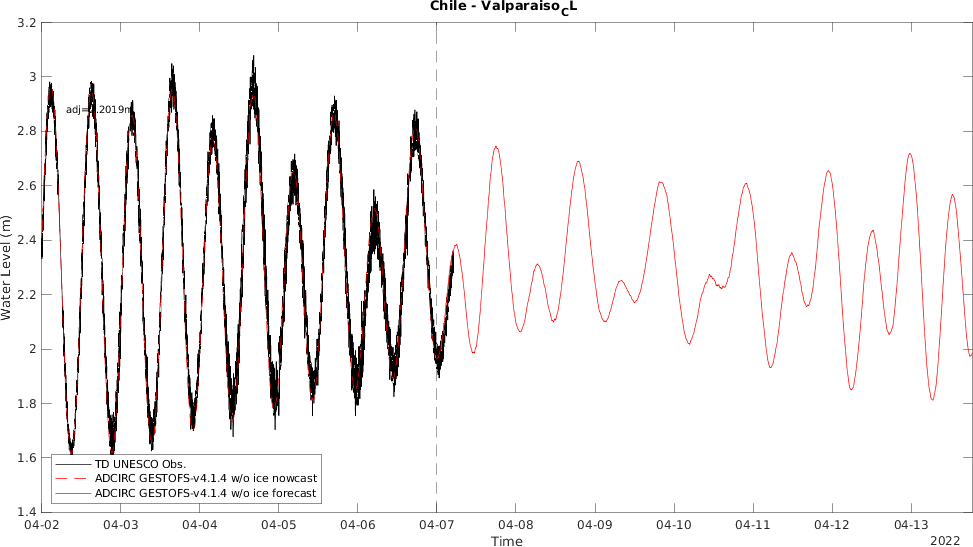 Chile - Valparaiso_CL
3.2
3
2.8
2.6
2.4
2.2
2
1.8
1.6
1.4
Water Level (m)
TD UNESCO Obs.
ADCIRC GESTOFS-v4.1.4 w/o ice nowcast
ADCIRC GESTOFS-v4.1.4 w/o ice forecast
04-02 04-03 04-04 04-05 04-06 04-07 04-08 04-09 04-10 04-11 04-12 04-13
Time
2022